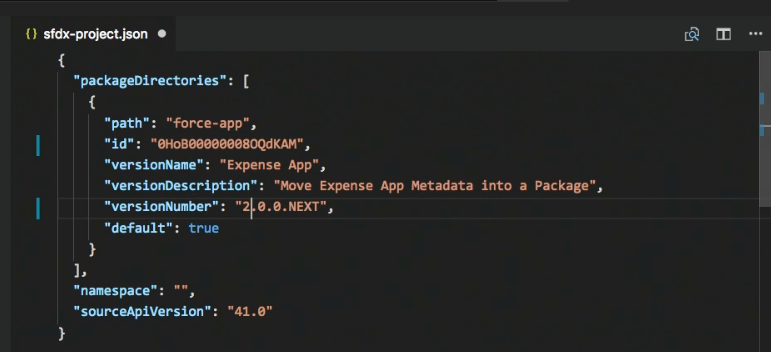 {} sfdx-project.json
{
"packageDirectories": [
{
"path": "force-app",
"id": "0HoB00000008OQdKAM",
"versionName": "Expense App",
"versionDescription": "Move Expense App Metadata into a Package",
"versionNumber": "2.0.0.NEXT",
"default": true
}
],
"namespace": "",
"sourceApiVersion": "41.0"
}